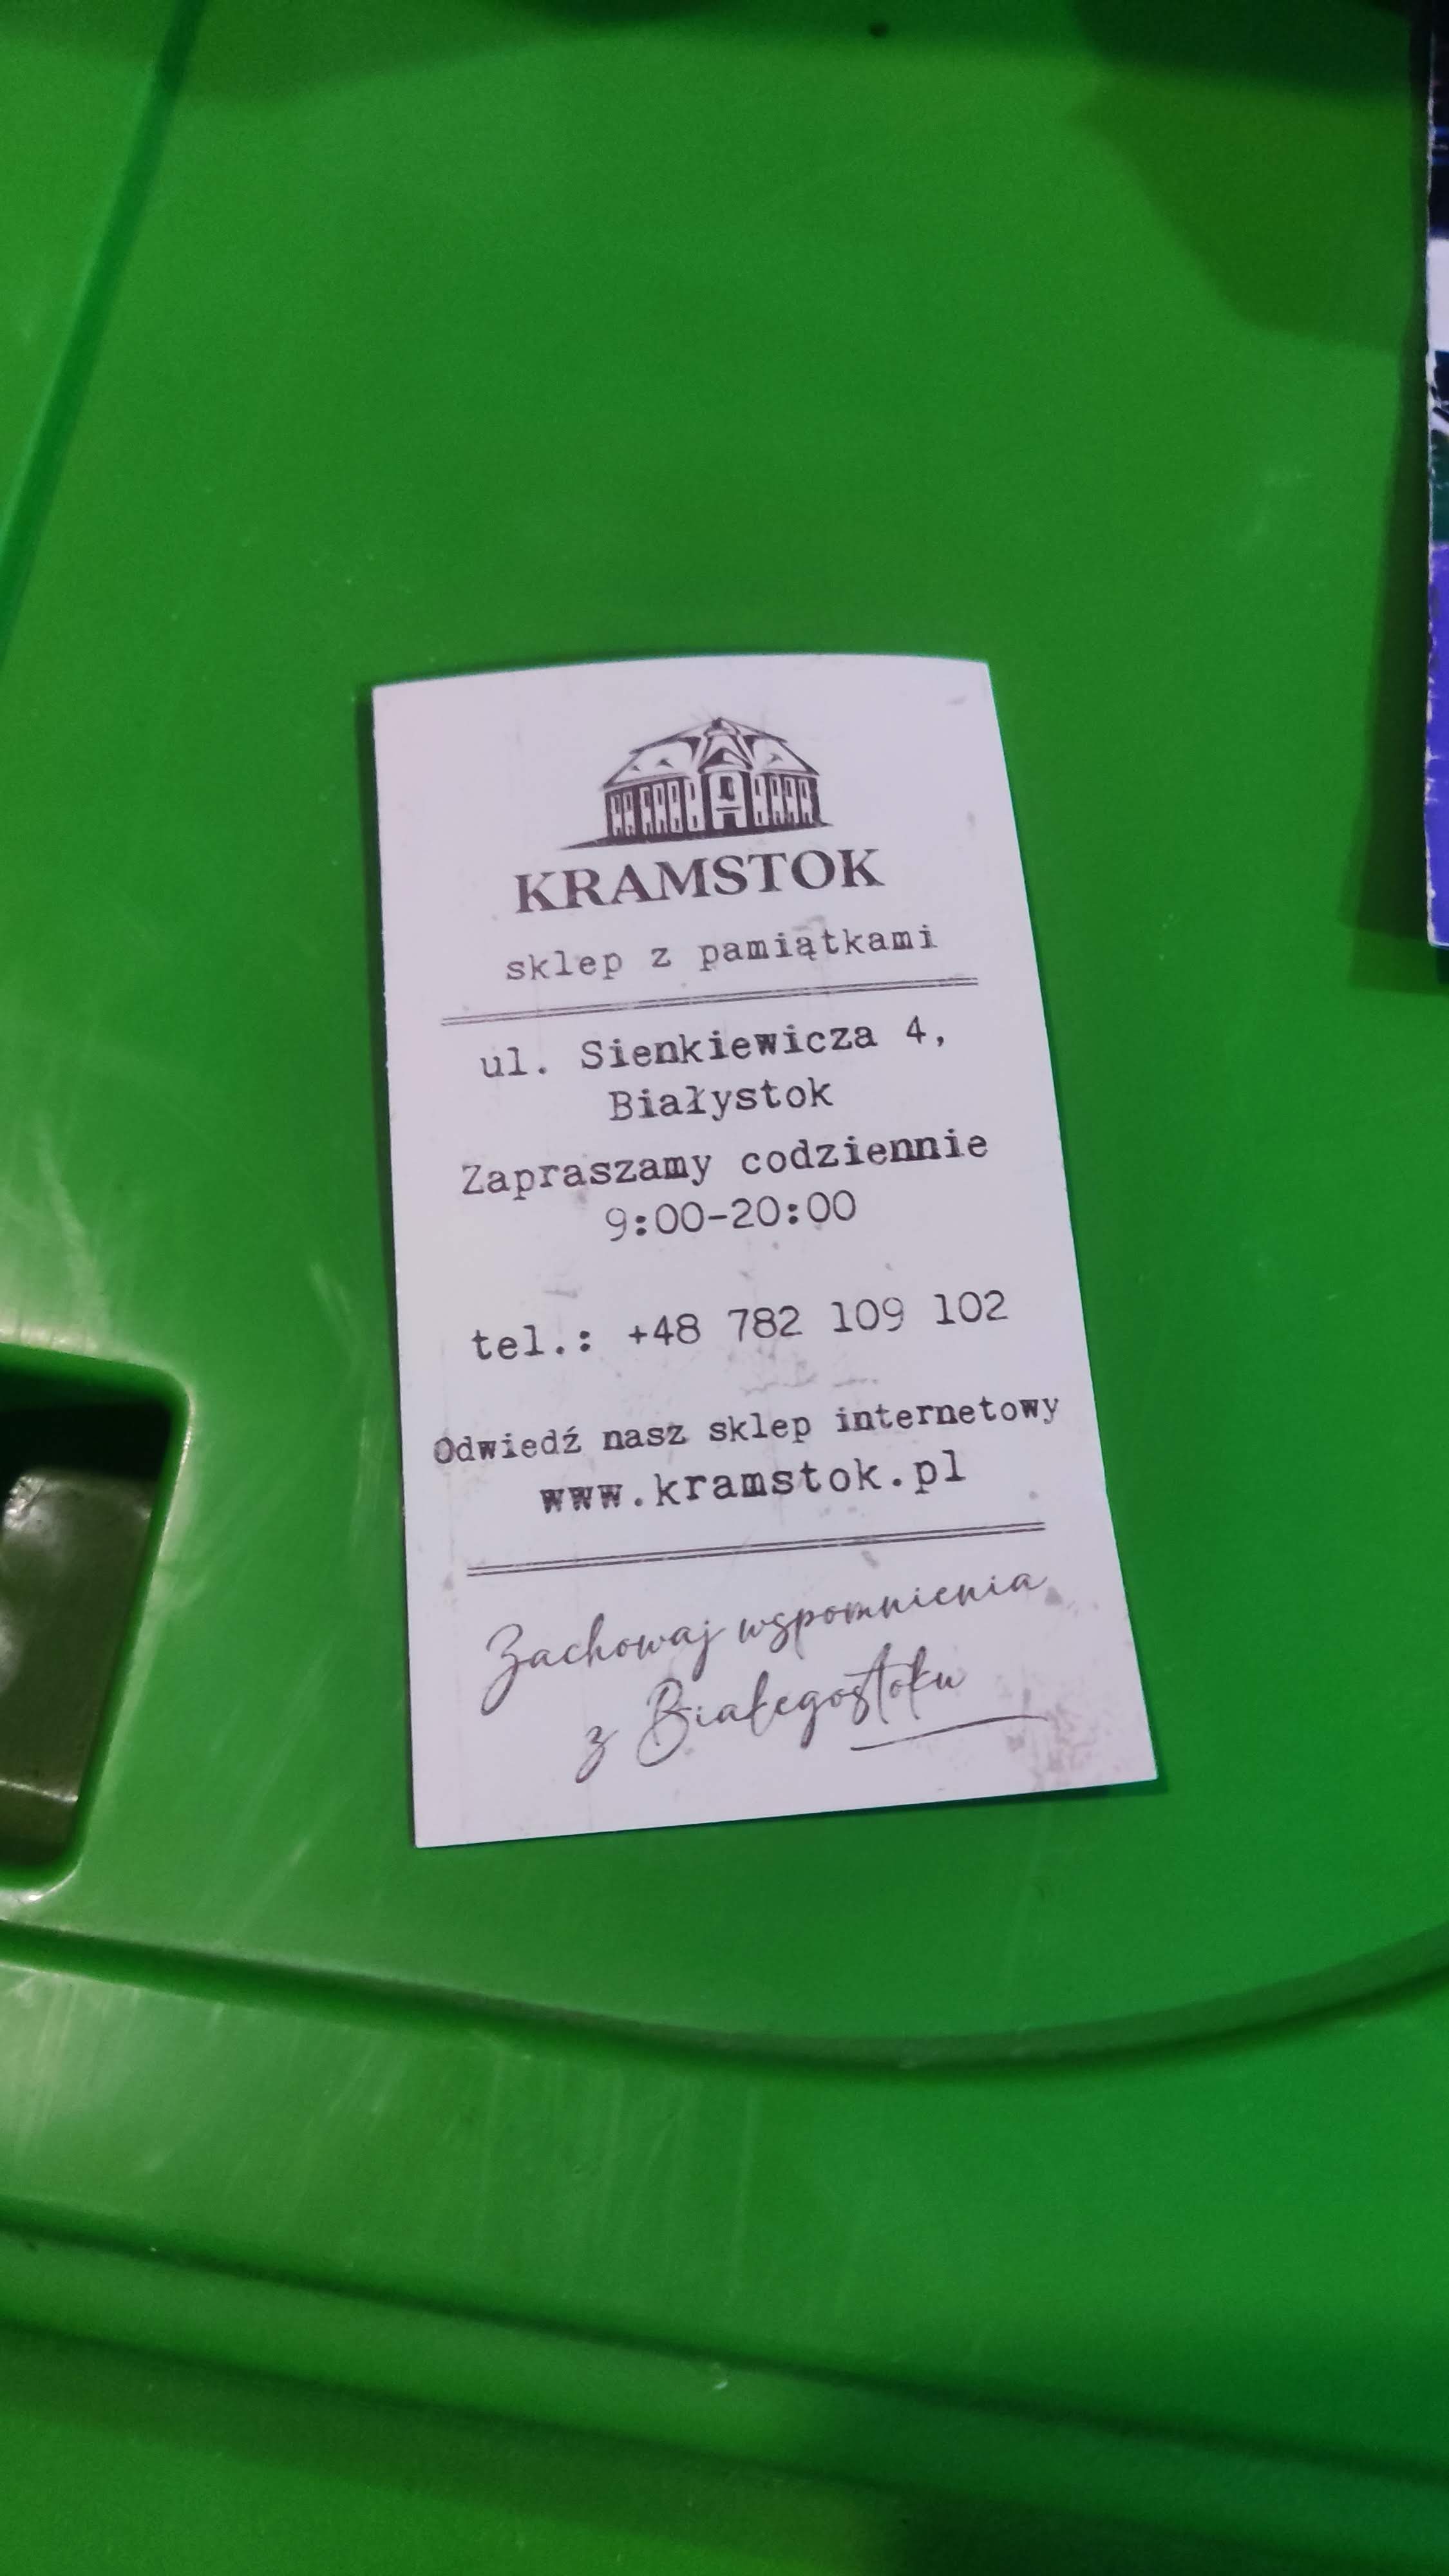 KRAMSTOK
sklep z pamiątkami
ul. Sienkiewicza 4,
Białystok
Zapraszamy codziennie
9:00-20:00
tel.: +48 782 109 102
Odwiedź nasz sklep internetowy
www.kramstok.pl
Zachowaj wspomnienia
z Białegostoku